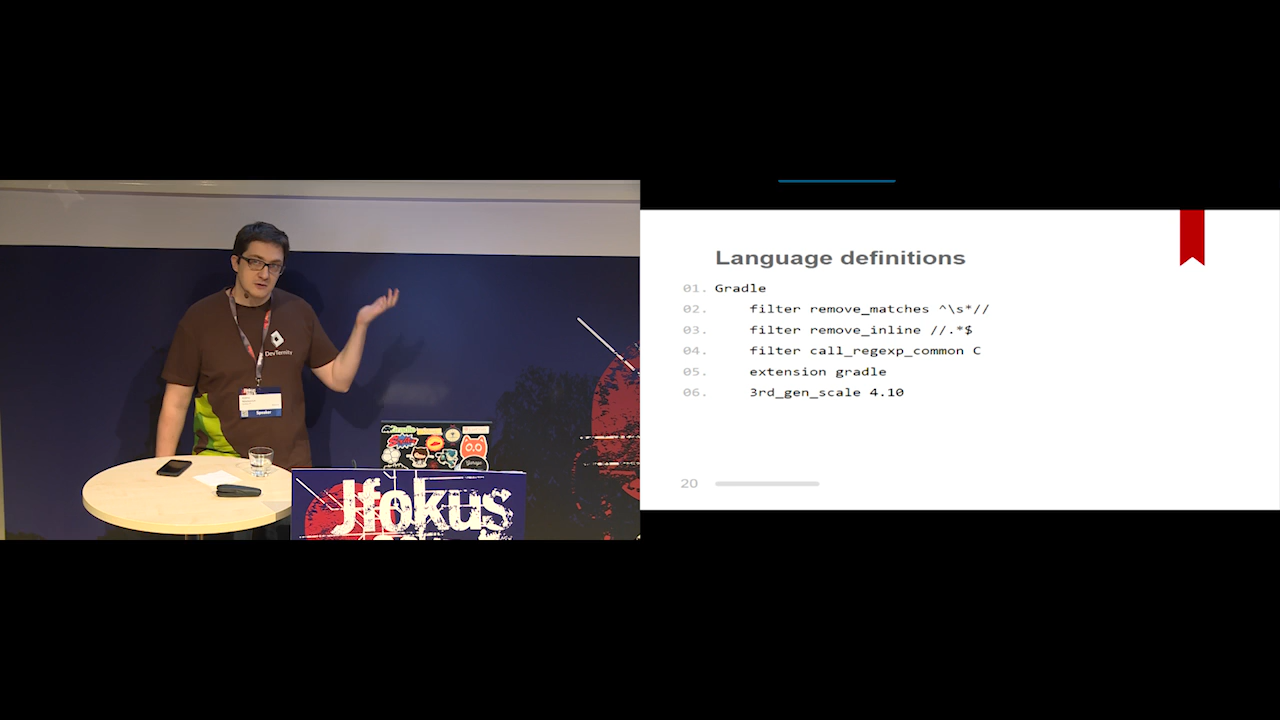 DevTernity
Speaker
Jfokus
Language definitions
01. Gradle
02. filter remove_matches ^\s*//
03. filter remove_inline //.*$
04. filter call_regexp_common C
05. extension gradle
06. 3rd_gen_scale 4.10
20